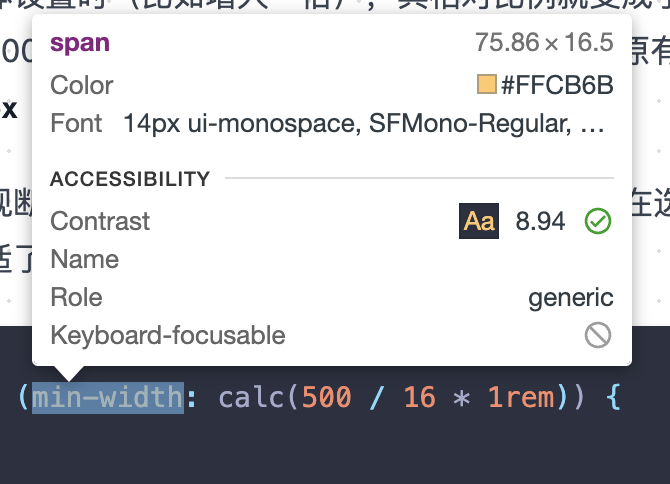 span 75.86 × 16.5
Color #FFCB6B
Font 14px ui-monospace, SFMono-Regular, …
ACCESSIBILITY
Contrast Aa 8.94
Name
Role generic
Keyboard-focusable
(min-width: calc(500 / 16 * 1rem)) {